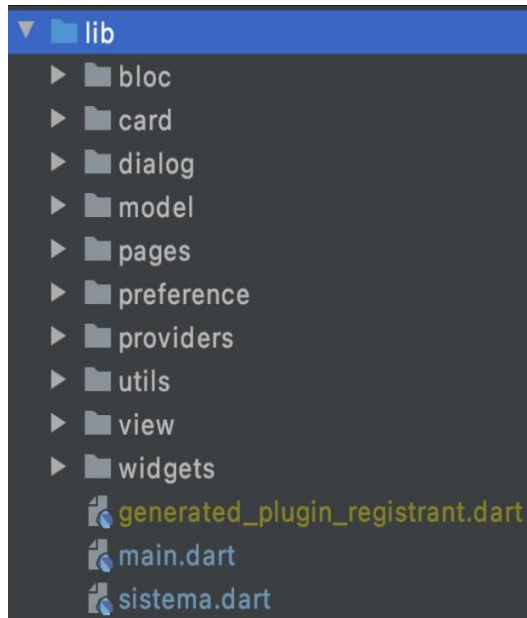 lib
bloc
card
dialog
model
pages
preference
providers
utils
view
widgets
generated_plugin_registrant.dart
main.dart
sistema.dart